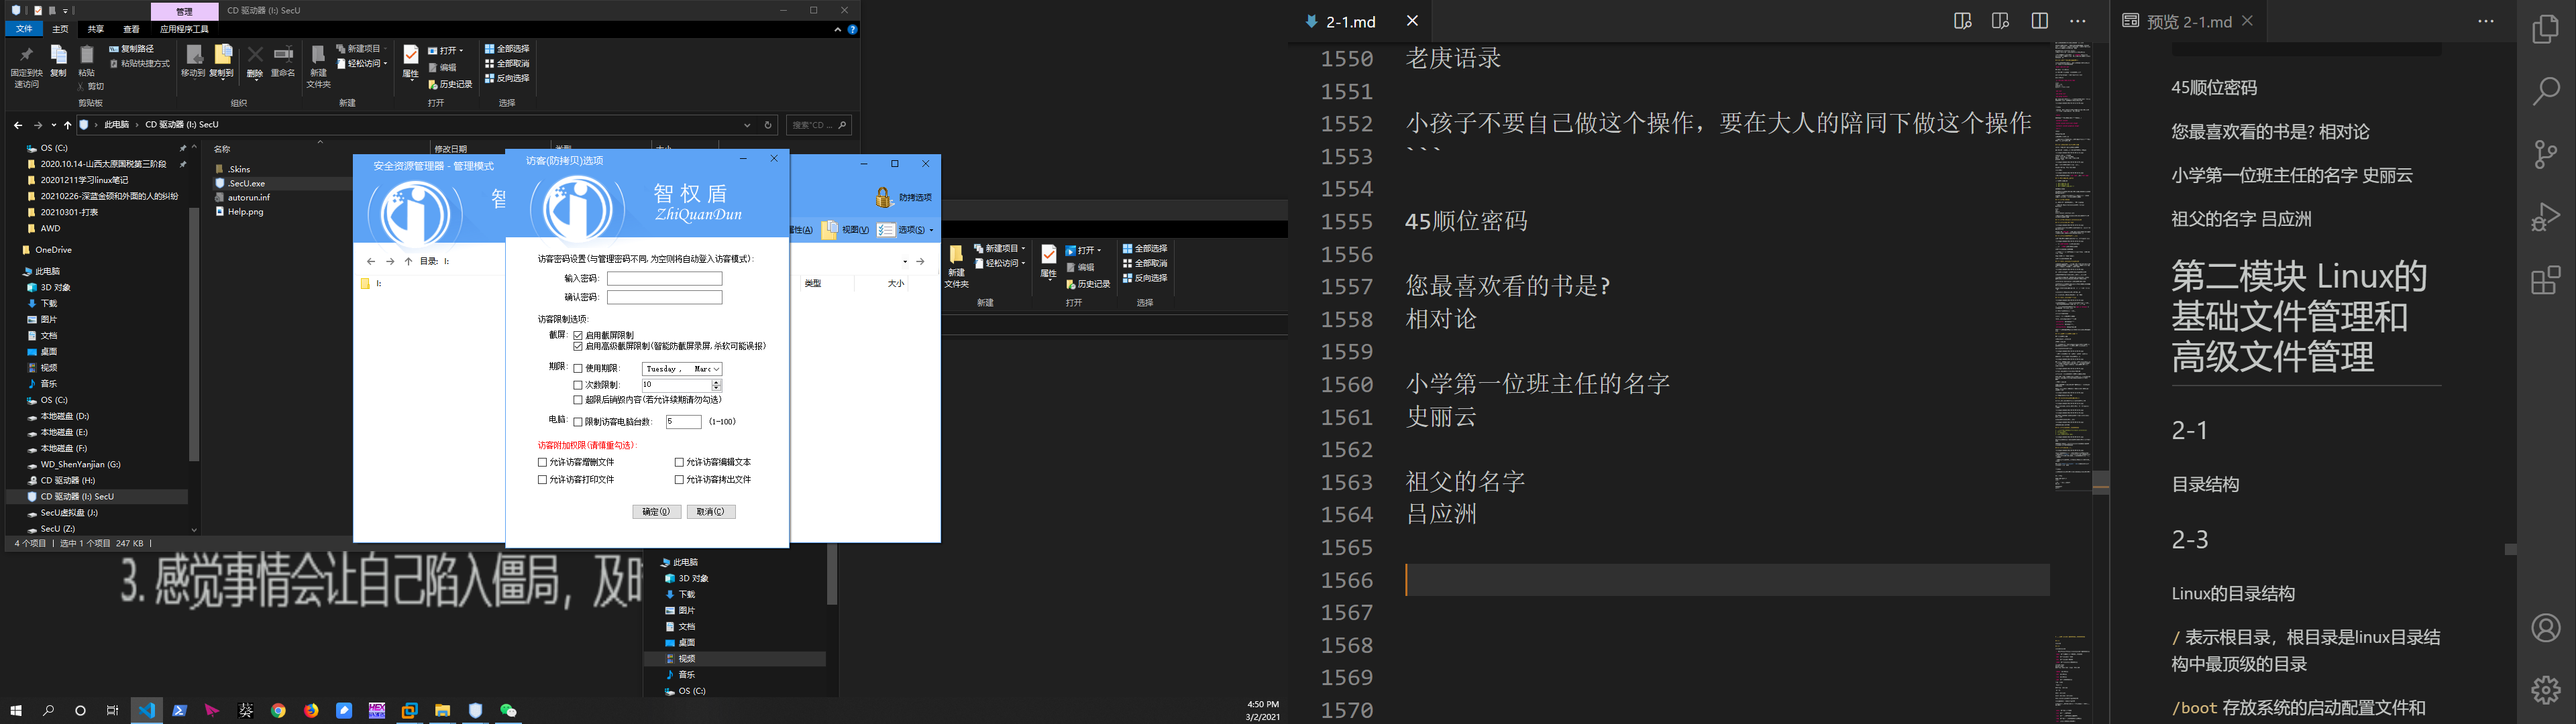 管理
CD 驱动器 (I:) SecU
文件
主页
共享
查看
应用程序工具
固定到快
速访问
复制
粘贴
复制路径
粘贴快捷方式
剪切
剪贴板
移动到
复制到
删除
重命名
组织
新建
文件夹
新建项目
轻松访问
新建
属性
打开
编辑
历史记录
打开
全部选择
全部取消
反向选择
选择
此电脑 › CD 驱动器 (I:) SecU
搜索"CD ...
OS (C:)
2020.10.14-山西太原国税第三阶段
20201211学习linux笔记
20210226-深蓝金硕和外面的人的纠纷
20210301-打表
AWD
OneDrive
此电脑
3D 对象
下载
图片
文档
桌面
视频
音乐
OS (C:)
本地磁盘 (D:)
本地磁盘 (E:)
本地磁盘 (F:)
WD_ShenYanjian (G:)
CD 驱动器 (H:)
CD 驱动器 (I:) SecU
SecU虚拟盘 (J:)
SecU (Z:)
名称
修改日期
类型
大小
.Skins
.SecU.exe
autorun.inf
Help.png
4 个项目
选中 1 个项目 247 KB
安全资源管理器 - 管理模式
防拷选项
属性(A)
视图(V)
选项(S)
目录: I:
I:
类型
大小
访客(防拷贝)选项
智权盾
ZhiQuanDun
访客密码设置(与管理密码不同,为空则将自动登入访客模式):
输入密码:
确认密码:
访客限制选项:
截屏:
启用截屏限制
启用高级截屏限制(智能防截屏录屏,杀软可能误报)
期限:
使用期限:
Tuesday , Marc
次数限制:
10
超限后销毁内容(若允许续期请勿勾选)
电脑:
限制访客电脑台数:
5
(1-100)
访客附加权限(请慎重勾选):
允许访客增删文件
允许访客编辑文本
允许访客打印文件
允许访客拷出文件
确定(O)
取消(C)
新建
文件夹
新建项目
轻松访问
新建
属性
打开
编辑
历史记录
打开
全部选择
全部取消
反向选择
选择
3. 感觉事情会让自己陷入僵局，及时
此电脑
3D 对象
下载
图片
文档
桌面
视频
音乐
OS (C:)
4:50 PM
3/2/2021
2-1.md
1550 老庚语录
1551
1552 小孩子不要自己做这个操作，要在大人的陪同下做这个操作
1553 ```
1554
1555 45顺位密码
1556
1557 您最喜欢看的书是?
1558 相对论
1559
1560 小学第一位班主任的名字
1561 史丽云
1562
1563 祖父的名字
1564 吕应洲
1565
1566
1567
1568
1569
1570
预览 2-1.md
45顺位密码
您最喜欢看的书是? 相对论
小学第一位班主任的名字 史丽云
祖父的名字 吕应洲
第二模块 Linux的
基础文件管理和
高级文件管理
2-1
目录结构
2-3
Linux的目录结构
/ 表示根目录，根目录是linux目录结
构中最顶级的目录
/boot 存放系统的启动配置文件和